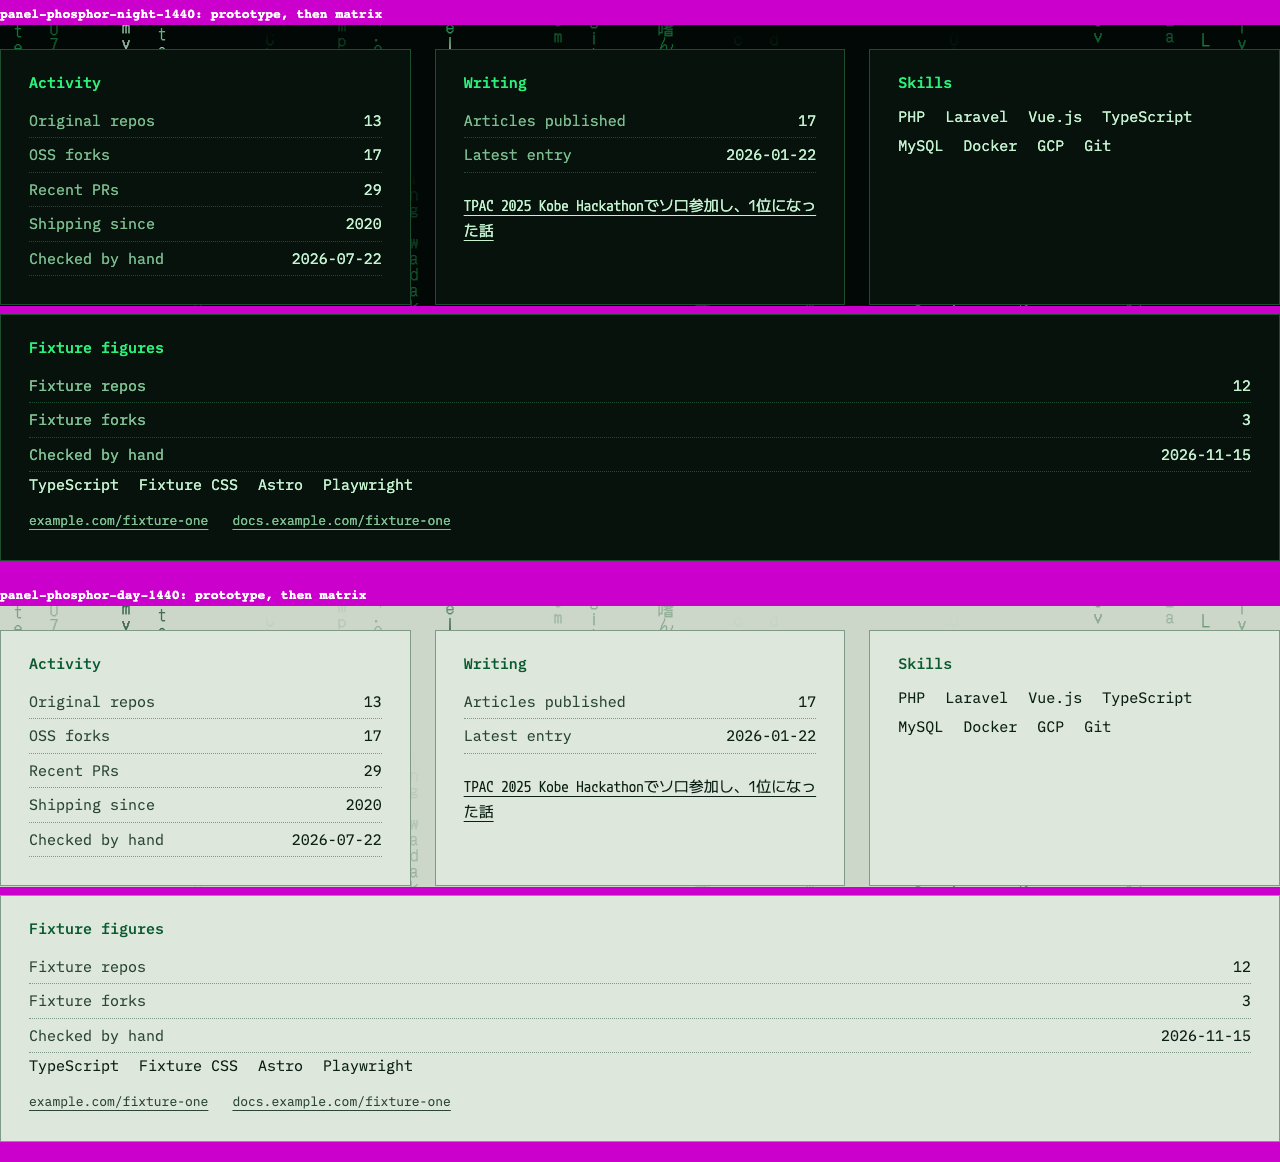 panel-phosphor-night-1440: prototype, then matrix
Activity
Original repos 13
OSS forks 17
Recent PRs 29
Shipping since 2020
Checked by hand 2026-07-22
Writing
Articles published 17
Latest entry 2026-01-22
TPAC 2025 Kobe Hackathonでソロ参加し、1位になっ
た話
Skills
PHP Laravel Vue.js TypeScript
MySQL Docker GCP Git
Fixture figures
Fixture repos 12
Fixture forks 3
Checked by hand 2026-11-15
TypeScript Fixture CSS Astro Playwright
example.com/fixture-one docs.example.com/fixture-one
panel-phosphor-day-1440: prototype, then matrix
Activity
Original repos 13
OSS forks 17
Recent PRs 29
Shipping since 2020
Checked by hand 2026-07-22
Writing
Articles published 17
Latest entry 2026-01-22
TPAC 2025 Kobe Hackathonでソロ参加し、1位になっ
た話
Skills
PHP Laravel Vue.js TypeScript
MySQL Docker GCP Git
Fixture figures
Fixture repos 12
Fixture forks 3
Checked by hand 2026-11-15
TypeScript Fixture CSS Astro Playwright
example.com/fixture-one docs.example.com/fixture-one